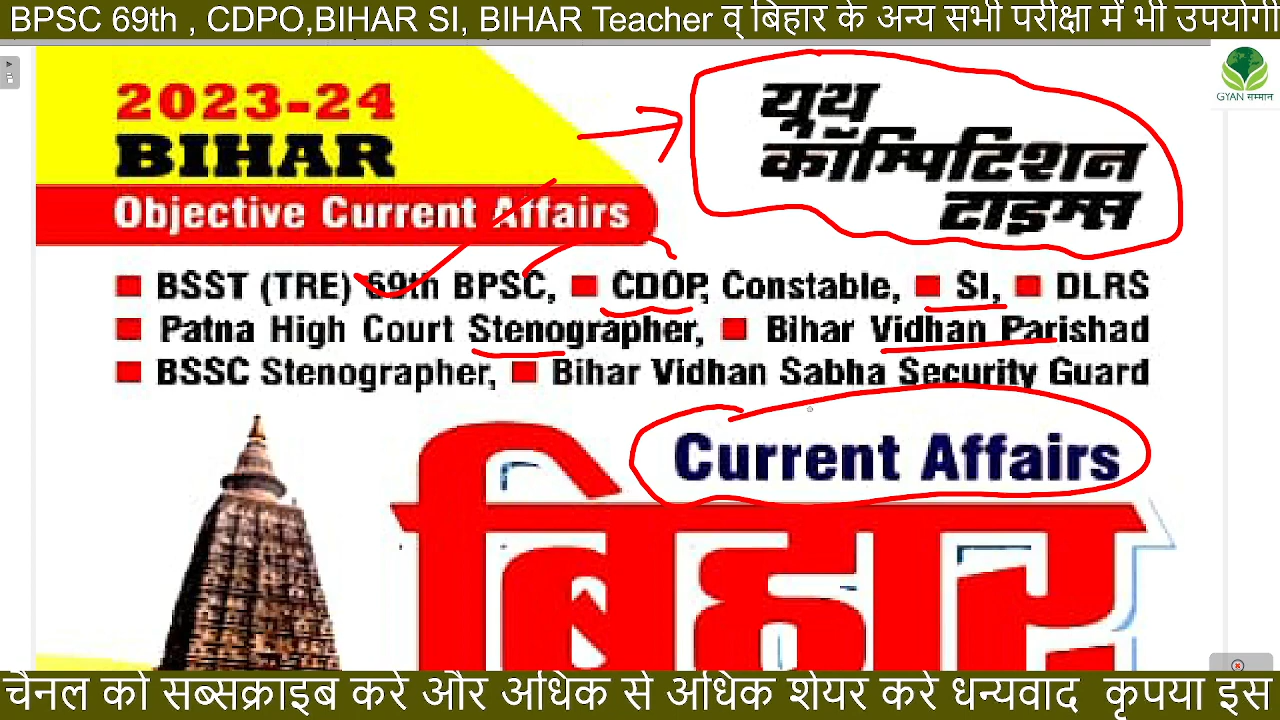 BPSC 69th , CDPO,BIHAR SI, BIHAR Teacher व् बिहार के अन्य सभी परीक्षा में भी उपयोगी
GYAN सम्मान
2023-24
BIHAR
Objective Current Affairs
यूथ
कॉम्पिटिशन
टाइम्स
BSST (TRE) 69th BPSC, CDOP, Constable, SI, DLRS
Patna High Court Stenographer, Bihar Vidhan Parishad
BSSC Stenographer, Bihar Vidhan Sabha Security Guard
Current Affairs
बिहार
चैनल को सब्सक्राइब करे और अधिक से अधिक शेयर करे धन्यवाद कृपया इस